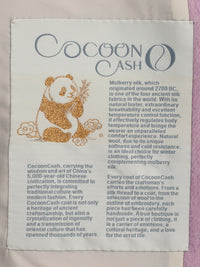 COCOON
CASH
Mulberry silk, which
originated around 2700 BC,
is one of the four ancient silk
fabrics in the world. With its
natural luster, extraordinary
breathability and excellent
temperature control function,
it effectively regulates body
temperature and brings the
wearer an unparalleled
comfort experience. Natural
wool, due to its unique
softness and cold resistance,
is an ideal choice for winter
clothing, perfectly
complementing mulberry
silk.
CocoonCash, carrying the
wisdom and art of China's
5,000-year-old Chinese
civilization, is committed to
perfectly integrating
traditional culture with
modern fashion. Every
CocoonCash coat is not only
a heritage of ancient
craftsmanship, but also a
crystallization of ingenuity
and a transmission of
oriental culture that has
spanned thousands of years.
Every coat of CocoonCash
carries the craftsmen's
efforts and emotions. From a
silk thread to a coat, from the
selection of wool to the
outline of embroidery, each
piece has been carefully
handmade. A true boutique is
not just a piece of clothing, it
is a carrier of emotions, a
cultural heritage, and a love
for the art of life.